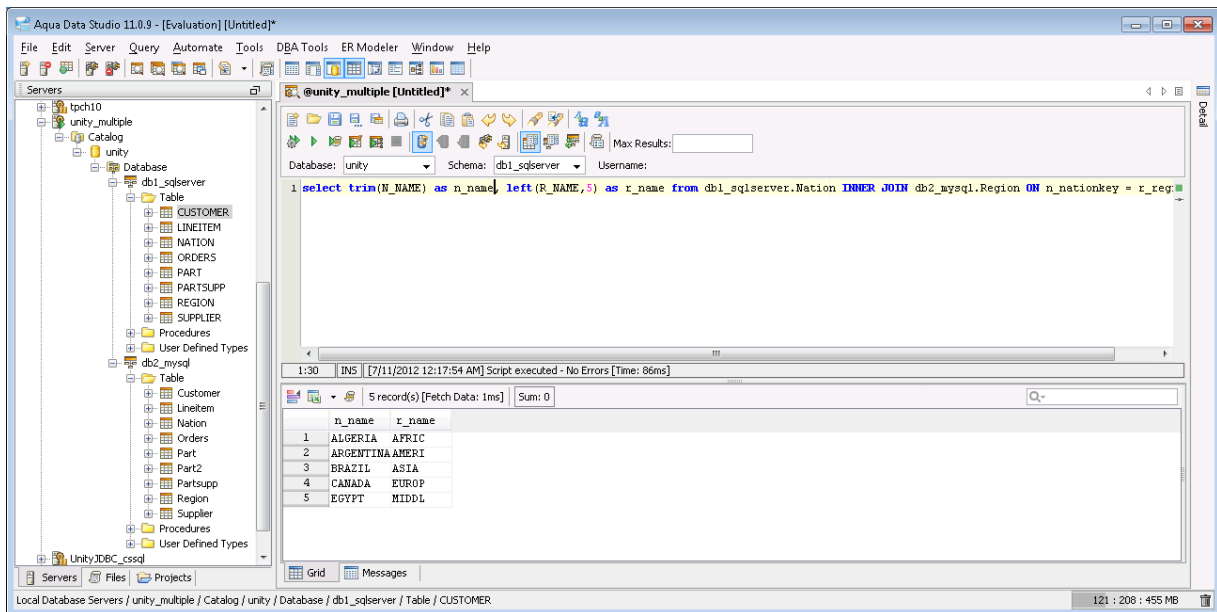 Aqua Data Studio 11.0.9 - [Evaluation] [Untitled]*
File Edit Server Query Automate Tools DBA Tools ER Modeler Window Help
Servers
tpch10
unity_multiple
Catalog
unity
Database
db1_sqlserver
Table
CUSTOMER
LINEITEM
NATION
ORDERS
PART
PARTSUPP
REGION
SUPPLIER
Procedures
User Defined Types
db2_mysql
Table
Customer
Lineitem
Nation
Orders
Part
Part2
Partsupp
Region
Supplier
Procedures
User Defined Types
UnityJDBC_cssql
Servers Files Projects
@unity_multiple [Untitled]*
Detail
Max Results:
Database: unity Schema: db1_sqlserver Username:
1 select trim(N_NAME) as n_name, left(R_NAME,5) as r_name from db1_sqlserver.Nation INNER JOIN db2_mysql.Region ON n_nationkey = r_reg
1:30 INS [7/11/2012 12:17:54 AM] Script executed - No Errors [Time: 86ms]
5 record(s) [Fetch Data: 1ms] Sum: 0
n_name r_name
1 ALGERIA AFRIC
2 ARGENTINA AMERI
3 BRAZIL ASIA
4 CANADA EUROP
5 EGYPT MIDDL
Grid Messages
Local Database Servers / unity_multiple / Catalog / unity / Database / db1_sqlserver / Table / CUSTOMER
121 : 208 : 455 MB